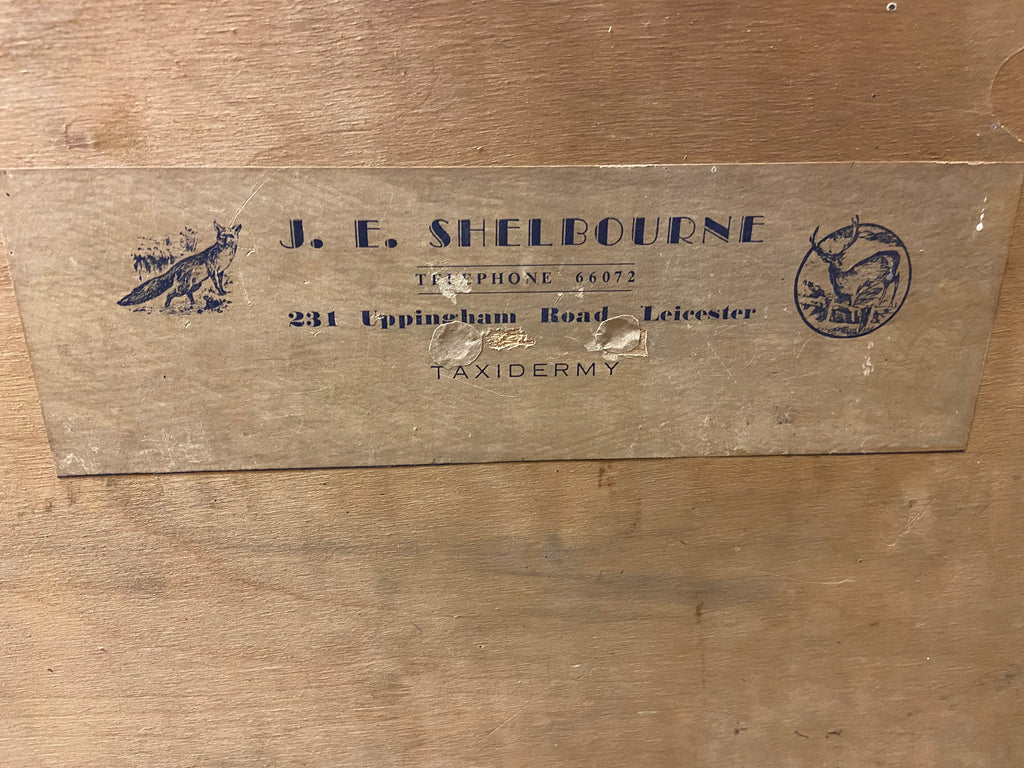 J. E. SHELBOURNE
TELEPHONE 66072
231 Uppingham Road Leicester
TAXIDERMY